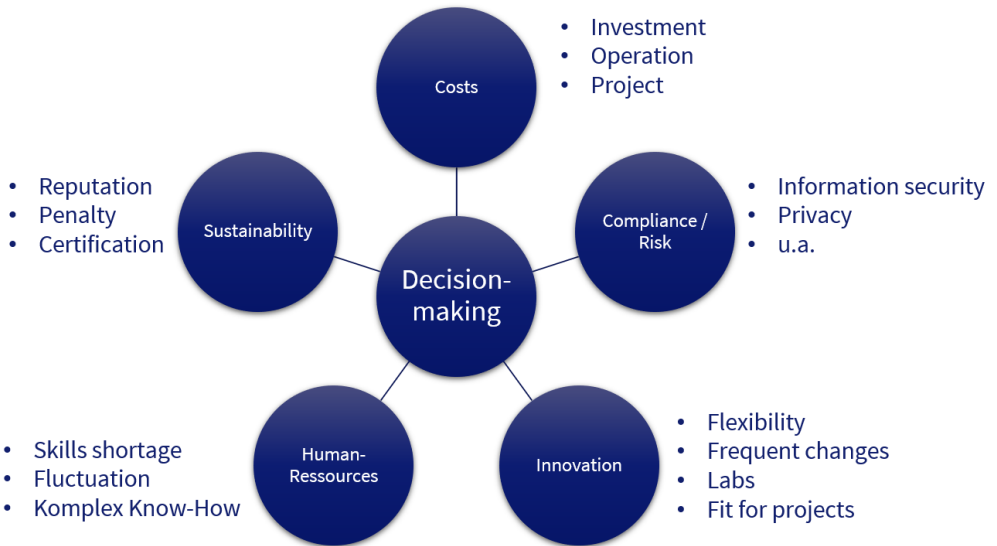 Costs
• Investment
• Operation
• Project
• Reputation
• Penalty
• Certification
Sustainability
Compliance /
Risk
• Information security
• Privacy
• u.a.
Decision-
making
• Skills shortage
• Fluctuation
• Komplex Know-How
Human-
Ressources
Innovation
• Flexibility
• Frequent changes
• Labs
• Fit for projects